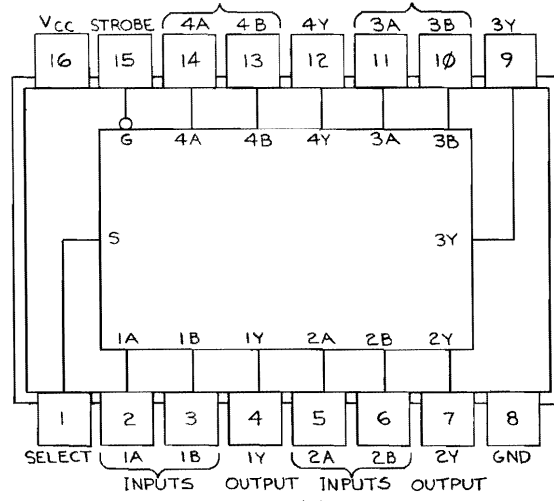 VCC STROBE 4A 4B 4Y 3A 3B 3Y
16 15 14 13 12 11 10 9
G 4A 4B 4Y 3A 3B
S 3Y
1A 1B 1Y 2A 2B 2Y
1 2 3 4 5 6 7 8
SELECT 1A 1B 1Y 2A 2B 2Y GND
INPUTS OUTPUT INPUTS OUTPUT